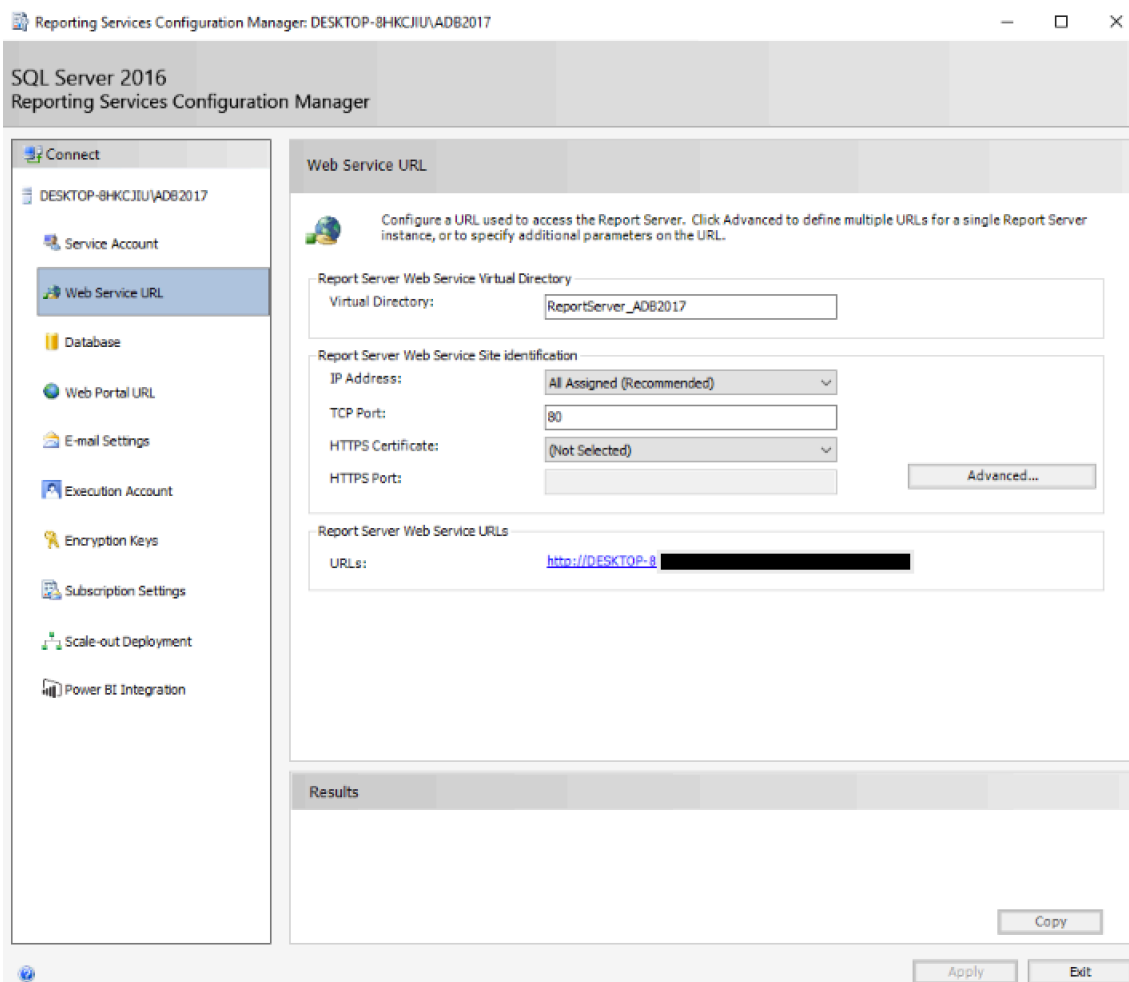 Reporting Services Configuration Manager: DESKTOP-8HKCJIU\ADB2017
SQL Server 2016
Reporting Services Configuration Manager
Connect
DESKTOP-8HKCJIU\ADB2017
Service Account
Web Service URL
Database
Web Portal URL
E-mail Settings
Execution Account
Encryption Keys
Subscription Settings
Scale-out Deployment
Power BI Integration
Web Service URL
Configure a URL used to access the Report Server. Click Advanced to define multiple URLs for a single Report Server
instance, or to specify additional parameters on the URL.
Report Server Web Service Virtual Directory
Virtual Directory: ReportServer_ADB2017
Report Server Web Service Site identification
IP Address: All Assigned (Recommended)
TCP Port: 80
HTTPS Certificate: (Not Selected)
HTTPS Port:
Advanced...
Report Server Web Service URLs
URLs: http://DESKTOP-8
Results
Copy
Apply Exit